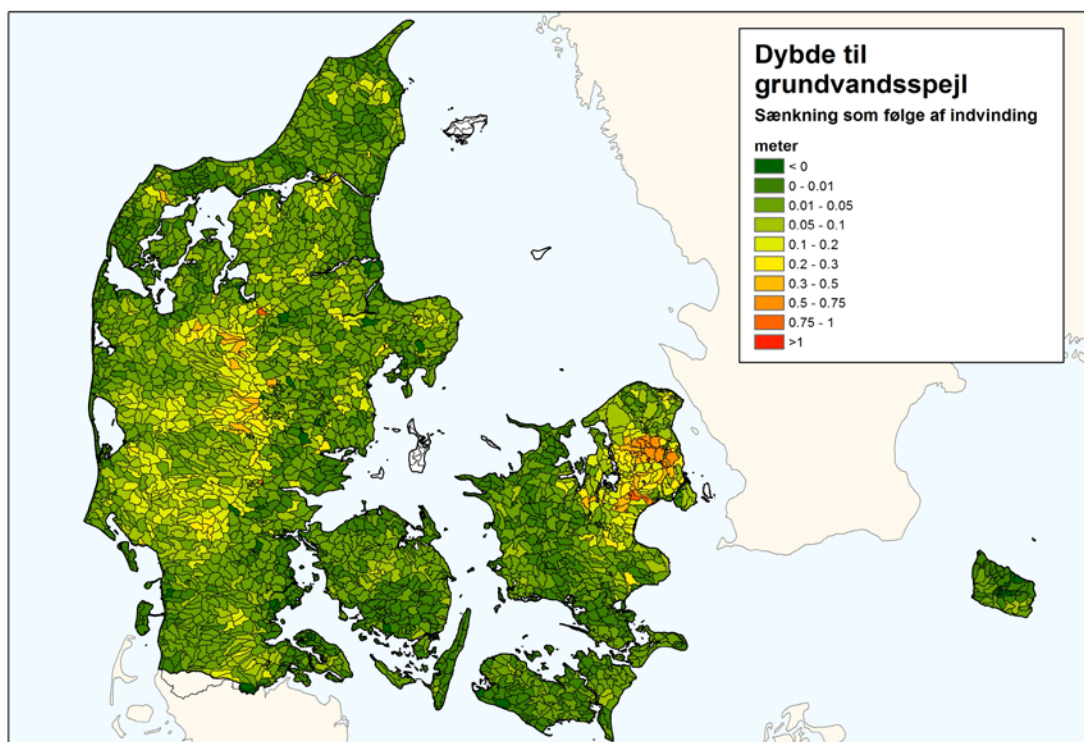 Dybde til
grundvandsspejl
Sænkning som følge af indvinding
meter
< 0
0 - 0.01
0.01 - 0.05
0.05 - 0.1
0.1 - 0.2
0.2 - 0.3
0.3 - 0.5
0.5 - 0.75
0.75 - 1
>1